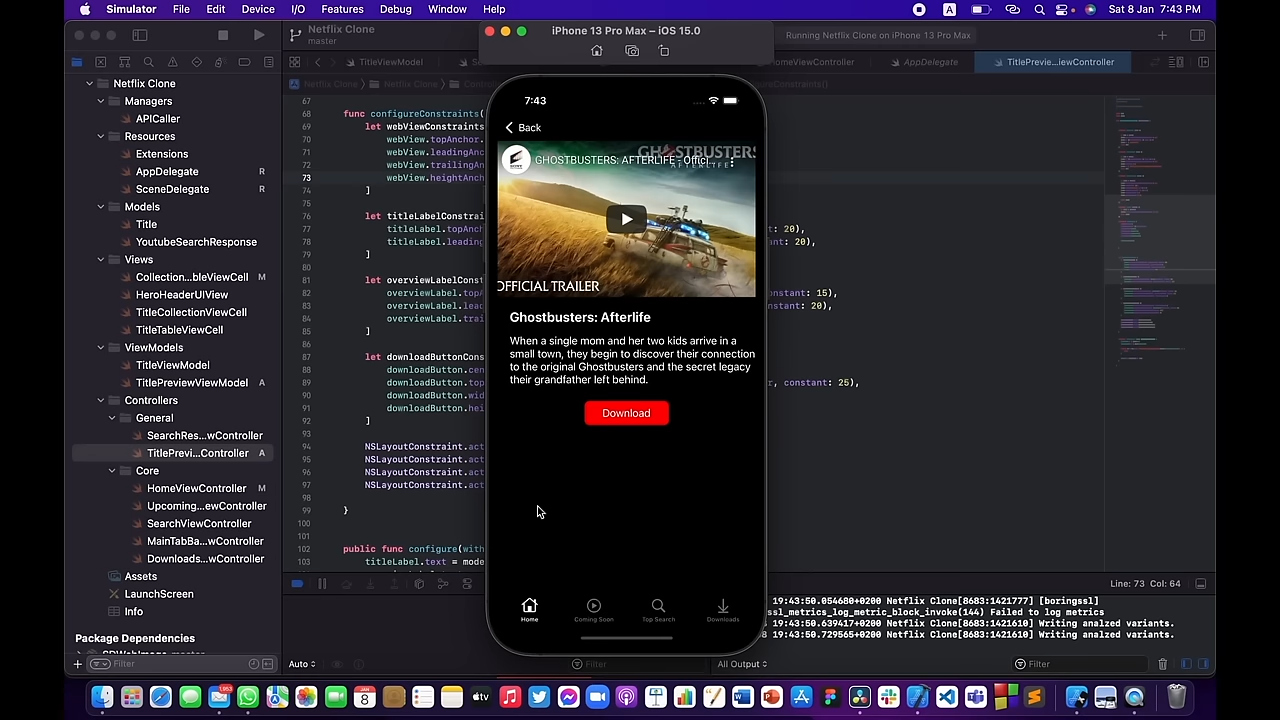 Simulator File Edit Device I/O Features Debug Window Help
A
Sat 8 Jan 7:43 PM
Netflix Clone
master
iPhone 13 Pro Max – iOS 15.0
Running Netflix Clone on iPhone 13 Pro Max
TitleViewModel
AppDelegate
TitlePrevie...iewController
Netflix Clone
Netflix Clone
Managers
APICaller
Resources
Extensions
AppDelegate R
SceneDelegate R
Models
Title
YoutubeSearchResponse
Views
Collection...bleViewCell M
HeroHeaderUIView
TitleCollectionViewCell
TitleTableViewCell
ViewModels
TitleViewModel
TitlePreviewViewModel A
Controllers
General
SearchRes...wController
TitlePrevi...Controller A
Core
HomeViewController M
Upcoming...ewController
SearchViewController
MainTabBa...wController
Downloads...wController
Assets
LaunchScreen
Info
Package Dependencies
Filter
67
68 func configureConstraints(
69 let webViewConstraints
70 webView.topAnchor.
71 webView.leadingAnc
72 webView.trailingAn
73 webView.heightAnch
74 ]
75
76 let titleLabelConstrai
77 titleLabel.topAnch t: 20),
78 titleLabel.leading 20),
79 ]
80
81 let overviewLabelConst
82 overviewLabel.topA constant: 15),
83 overviewLabel.lead constant: 20),
84 overviewLabel.trai
85 ]
86
87 let downloadButtonCons
88 downloadButton.cen
89 downloadButton.top r, constant: 25),
90 downloadButton.wid
91 downloadButton.hei
92 ]
93
94 NSLayoutConstraint.act
95 NSLayoutConstraint.act
96 NSLayoutConstraint.act
97 NSLayoutConstraint.act
98
99 }
100
101
102 public func configure(with
103 titleLabel.text = mode
7:43
Back
GHOSTBUSTERS
AFTERLIFE
GHOSTBUSTERS: AFTERLIFE - Offici...
OFFICIAL TRAILER
Ghostbusters: Afterlife
When a single mom and her two kids arrive in a
small town, they begin to discover their connection
to the original Ghostbusters and the secret legacy
their grandfather left behind.
Download
Home
Coming Soon
Top Search
Downloads
Line: 73 Col: 64
19:43:50.054680+0200 Netflix Clone[8683:1421777] [boringssl]
ssl_metrics_log_metric_block_invoke(144) Failed to log metrics
19:43:50.639417+0200 Netflix Clone[8683:1421610] Writing analzed variants.
8 19:43:50.729568+0200 Netflix Clone[8683:1421610] Writing analzed variants.
Auto
Filter
All Output
Filter